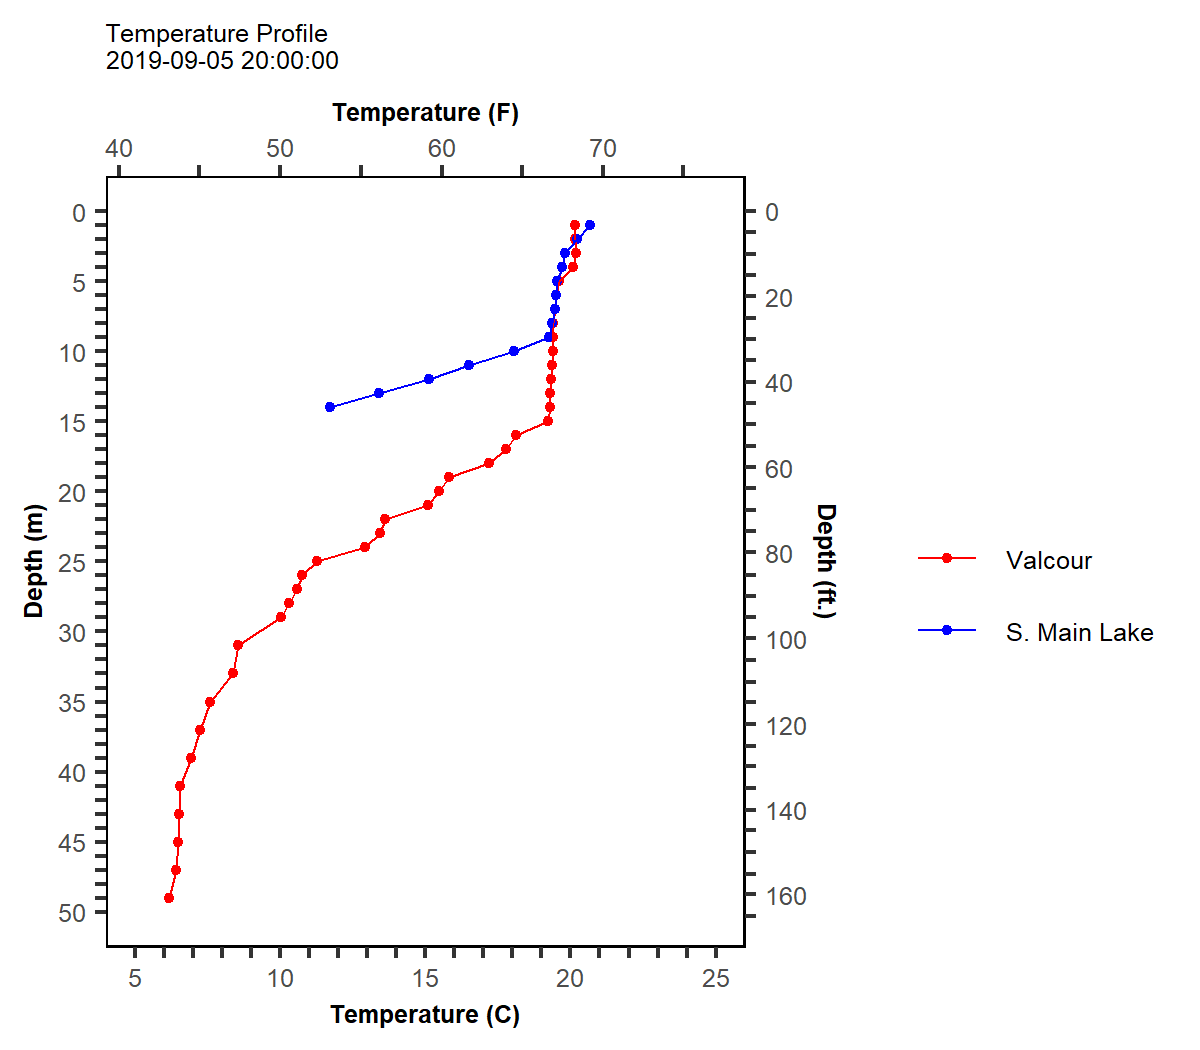 Temperature Profile
2019-09-05 20:00:00
Temperature (F)
40 50 60 70
0 5 10 15 20 25 30 35 40 45 50
Depth (m)
0 20 40 60 80 100 120 140 160
Depth (ft.)
Valcour
S. Main Lake
5 10 15 20 25
Temperature (C)